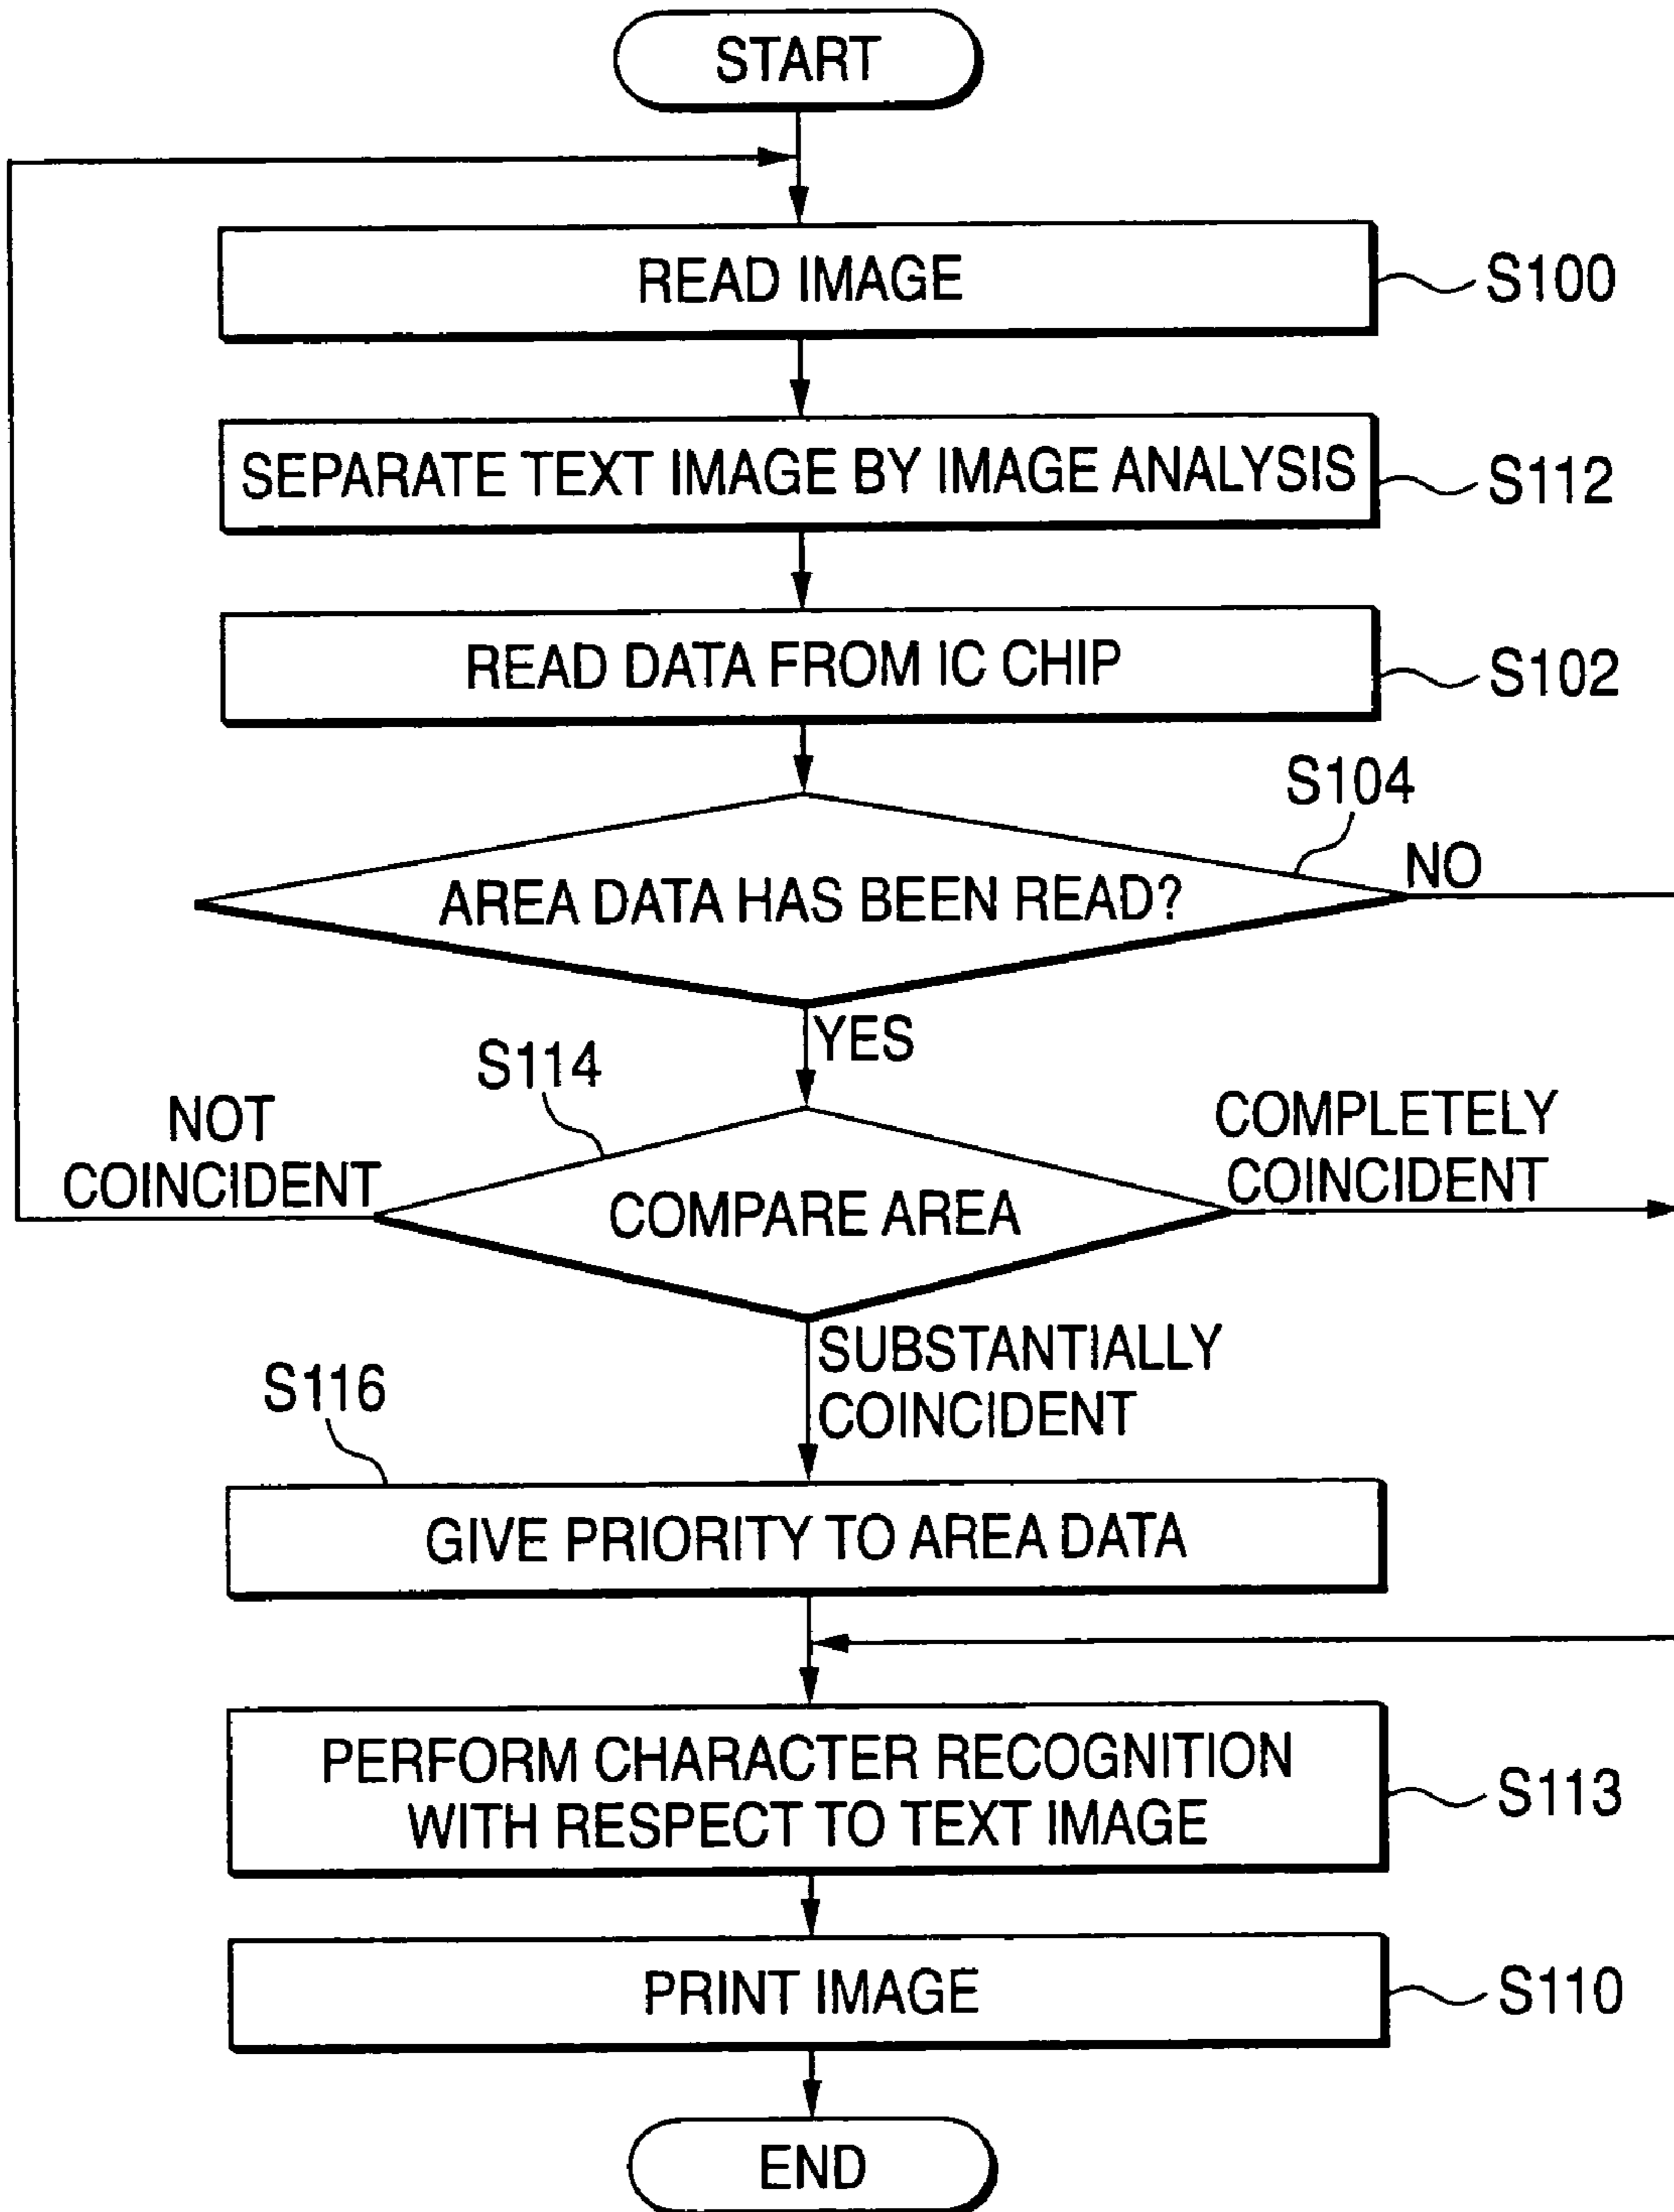 START
READ IMAGE
S100
SEPARATE TEXT IMAGE BY IMAGE ANALYSIS
S112
READ DATA FROM IC CHIP
S102
S104
AREA DATA HAS BEEN READ?
NO
YES
S114
NOT
COINCIDENT
COMPARE AREA
COMPLETELY
COINCIDENT
SUBSTANTIALLY
COINCIDENT
S116
GIVE PRIORITY TO AREA DATA
PERFORM CHARACTER RECOGNITION
WITH RESPECT TO TEXT IMAGE
S113
PRINT IMAGE
S110
END